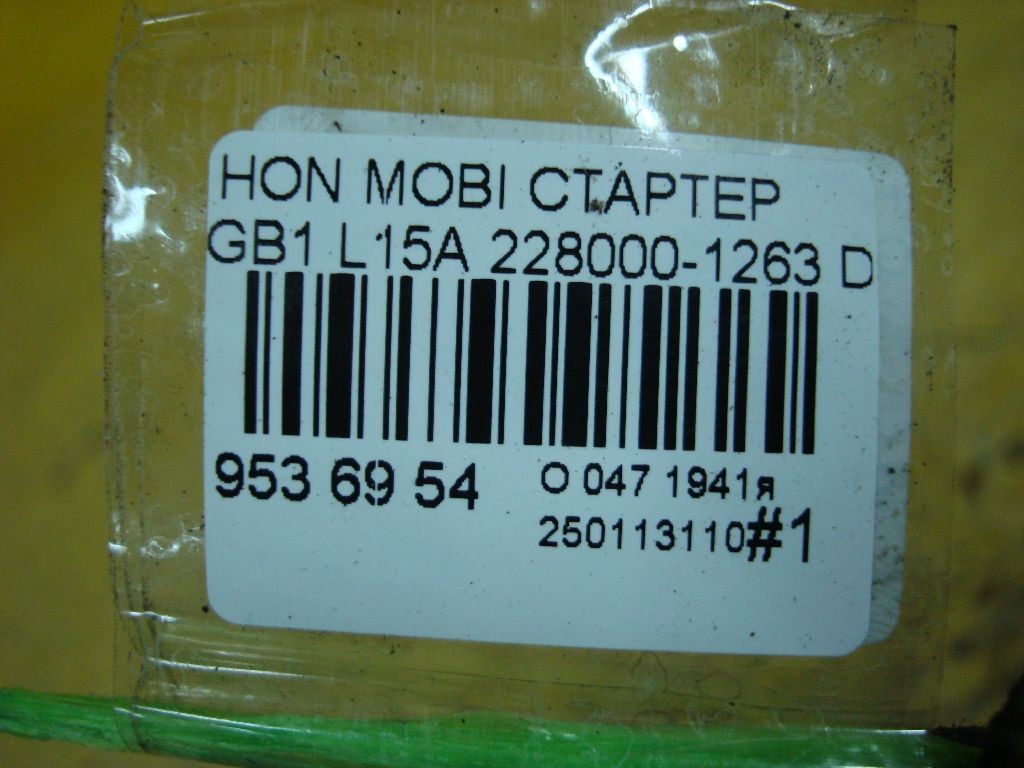 HON MOBI СТАРТЕР
GB1 L15A 228000-1263 D
953 69 54
О 047 1941я
250113110#1